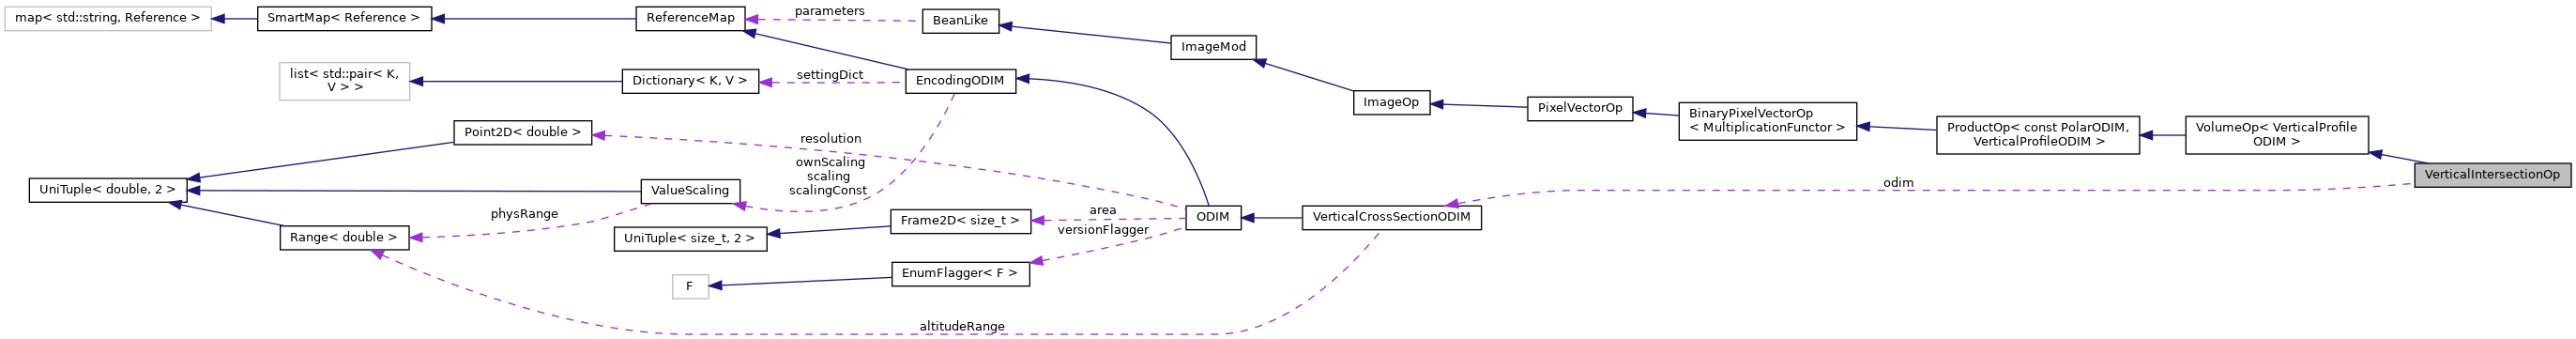 map< std::string, Reference >
SmartMap< Reference >
ReferenceMap
parameters
BeanLike
ImageMod
list< std::pair< K,
V > >
Dictionary< K, V >
settingDict
EncodingODIM
ImageOp
PixelVectorOp
BinaryPixelVectorOp
< MultiplicationFunctor >
ProductOp< const PolarODIM,
VerticalProfileODIM >
VolumeOp< VerticalProfile
ODIM >
VerticalIntersectionOp
Point2D< double >
resolution
ownScaling
scaling
scalingConst
UniTuple< double, 2 >
ValueScaling
odim
physRange
Range< double >
UniTuple< size_t, 2 >
Frame2D< size_t >
area
versionFlagger
ODIM
VerticalCrossSectionODIM
F
EnumFlagger< F >
altitudeRange